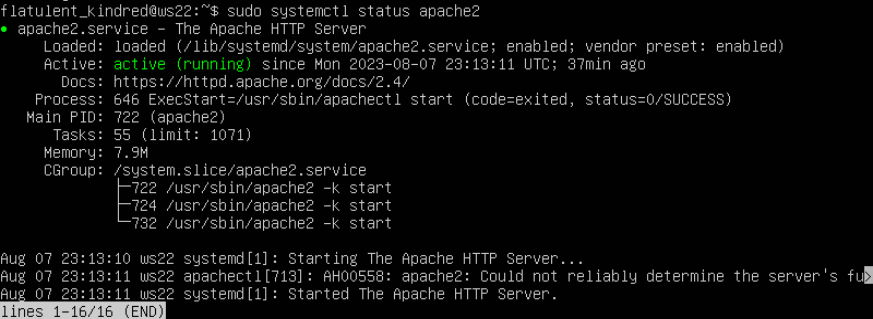 flatulent_kindred@ws22:~$ sudo systemctl status apache2
● apache2.service - The Apache HTTP Server
     Loaded: loaded (/lib/systemd/system/apache2.service; enabled; vendor preset: enabled)
     Active: active (running) since Mon 2023-08-07 23:13:11 UTC; 37min ago
       Docs: https://httpd.apache.org/docs/2.4/
    Process: 646 ExecStart=/usr/sbin/apachectl start (code=exited, status=0/SUCCESS)
   Main PID: 722 (apache2)
      Tasks: 55 (limit: 1071)
     Memory: 7.9M
     CGroup: /system.slice/apache2.service
             ├─722 /usr/sbin/apache2 -k start
             ├─724 /usr/sbin/apache2 -k start
             └─732 /usr/sbin/apache2 -k start
Aug 07 23:13:10 ws22 systemd[1]: Starting The Apache HTTP Server...
Aug 07 23:13:11 ws22 apachectl[713]: AH00558: apache2: Could not reliably determine the server's fu>
Aug 07 23:13:11 ws22 systemd[1]: Started The Apache HTTP Server.
lines 1-16/16 (END)